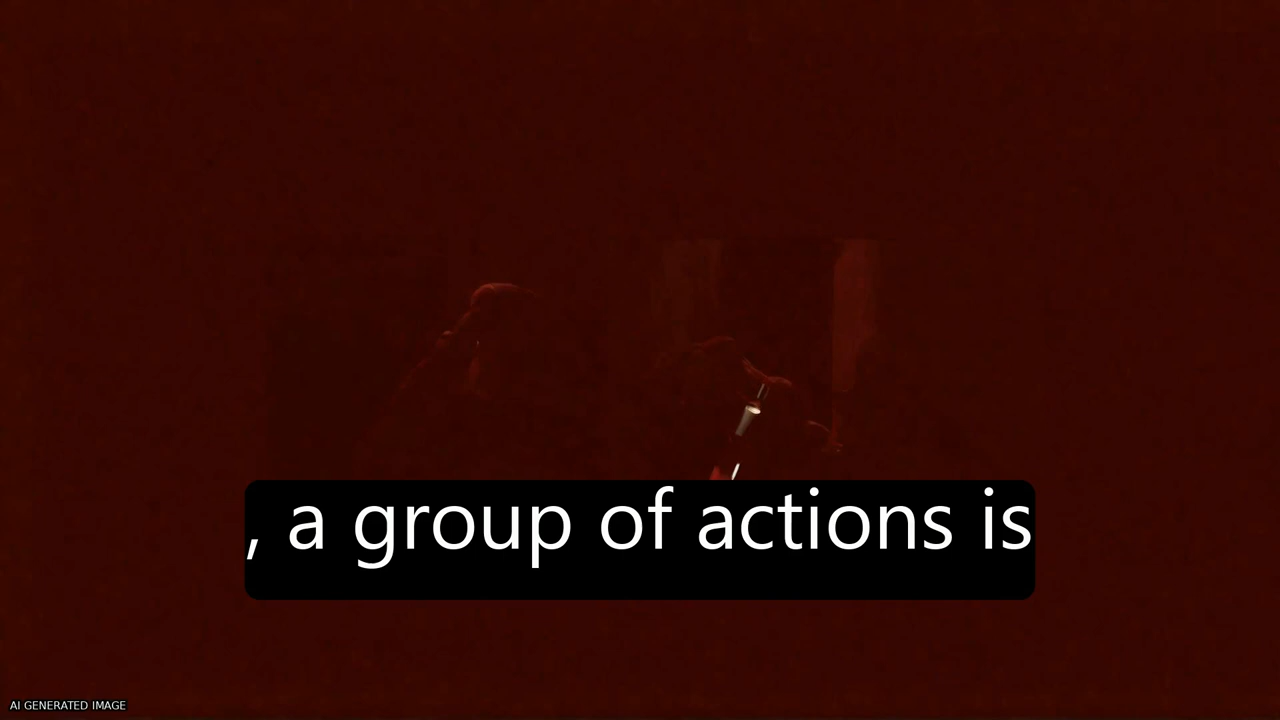 , a group of actions is
AI GENERATED IMAGE